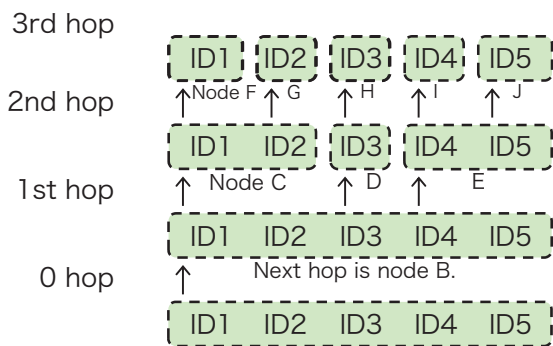 3rd hop
ID1 ID2 ID3 ID4 ID5
Node F G H I J
2nd hop
ID1 ID2 ID3 ID4 ID5
Node C D E
1st hop
ID1 ID2 ID3 ID4 ID5
Next hop is node B.
0 hop
ID1 ID2 ID3 ID4 ID5